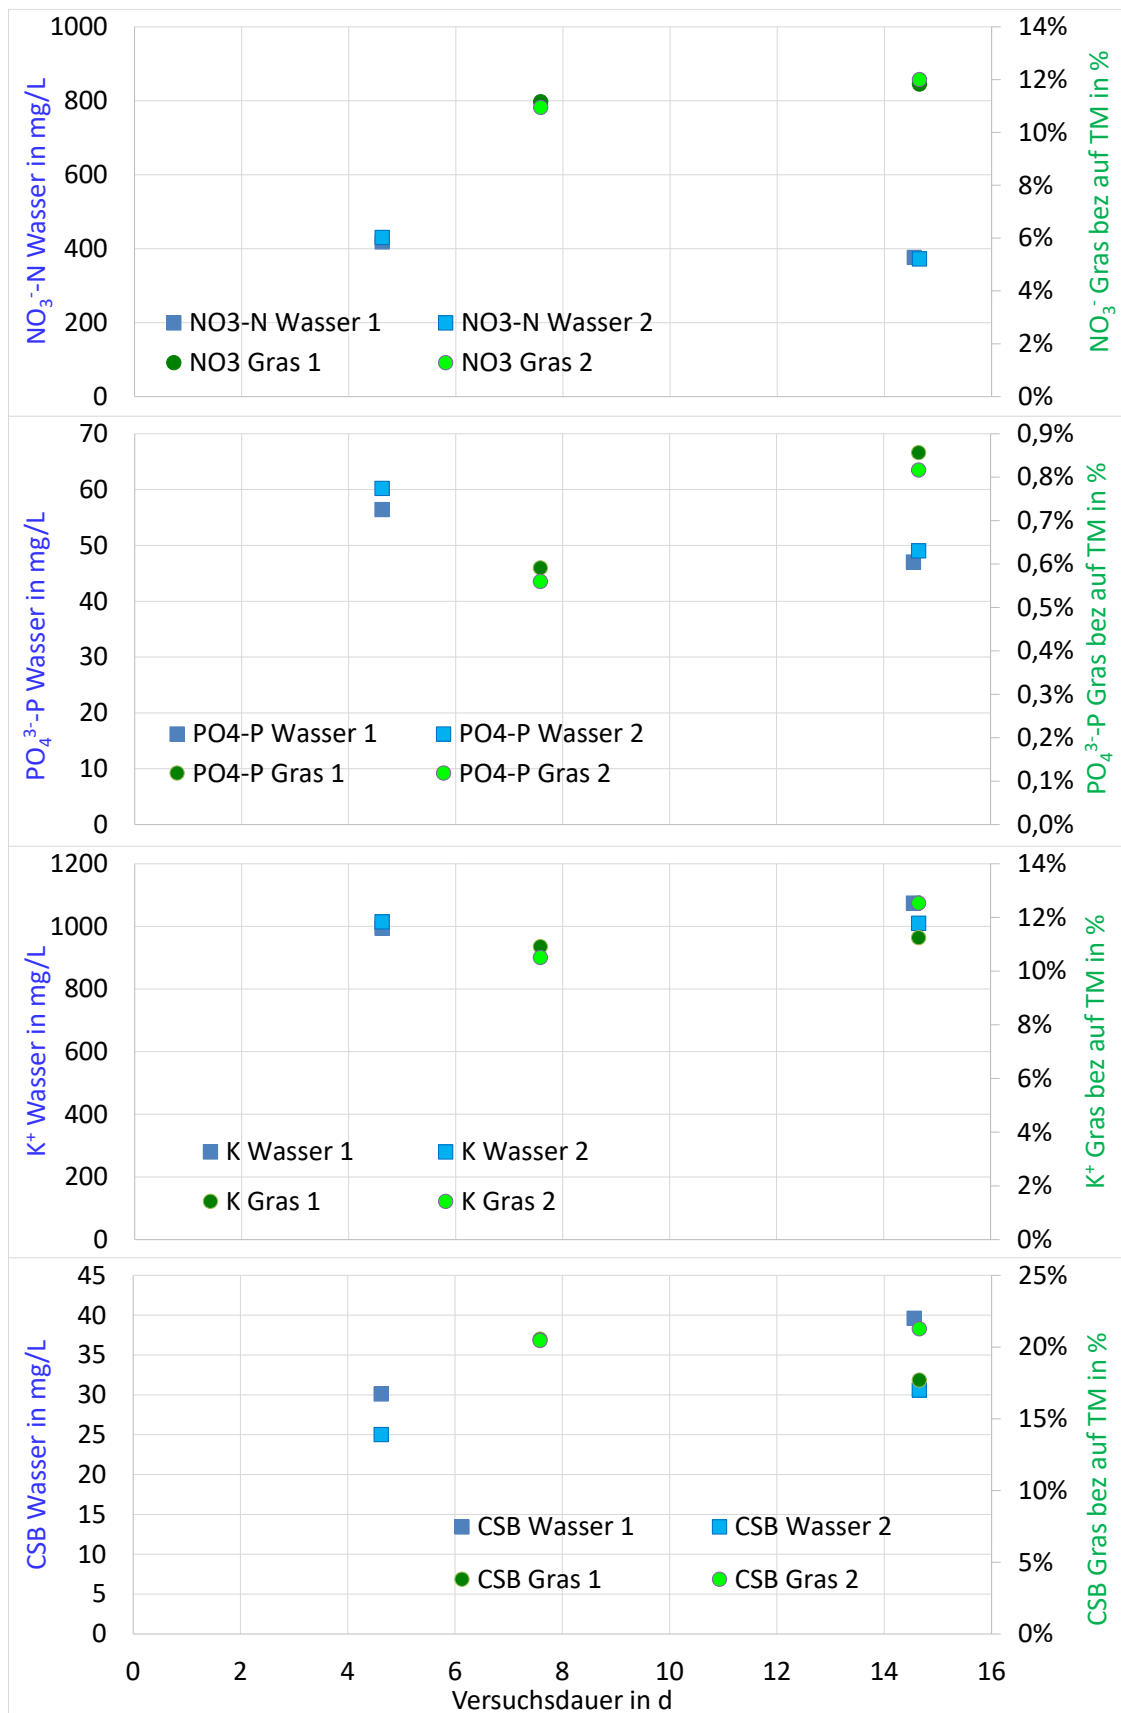 NO₃⁻-N Wasser in mg/L
1000
800
600
400
200
0
14%
12%
10%
8%
6%
4%
2%
0%
NO₃⁻ Gras bez auf TM in %
NO3-N Wasser 1
NO3-N Wasser 2
NO3 Gras 1
NO3 Gras 2
PO₄³⁻-P Wasser in mg/L
70
60
50
40
30
20
10
0
0,9%
0,8%
0,7%
0,6%
0,5%
0,4%
0,3%
0,2%
0,1%
0,0%
PO₄³⁻-P Gras bez auf TM in %
PO4-P Wasser 1
PO4-P Wasser 2
PO4-P Gras 1
PO4-P Gras 2
K⁺ Wasser in mg/L
1200
1000
800
600
400
200
0
14%
12%
10%
8%
6%
4%
2%
0%
K⁺ Gras bez auf TM in %
K Wasser 1
K Wasser 2
K Gras 1
K Gras 2
CSB Wasser in mg/L
45
40
35
30
25
20
15
10
5
0
25%
20%
15%
10%
5%
0%
CSB Gras bez auf TM in %
CSB Wasser 1
CSB Wasser 2
CSB Gras 1
CSB Gras 2
0 2 4 6 8 10 12 14 16
Versuchsdauer in d